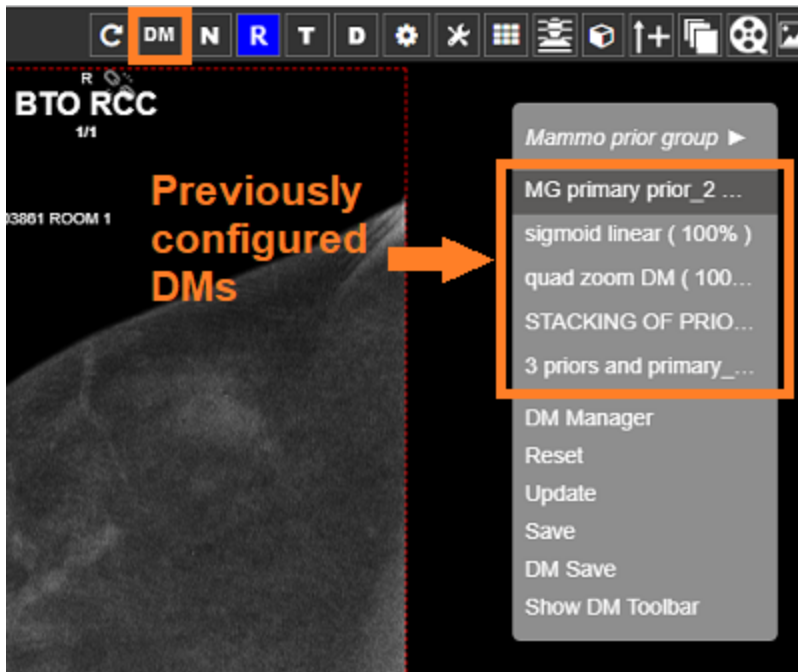 C DM N R T D
R
BTO RCC
1/1
03861 ROOM 1
Previously
configured
DMs
Mammo prior group ►
MG primary prior_2 ...
sigmoid linear ( 100% )
quad zoom DM ( 100...
STACKING OF PRIO...
3 priors and primary_...
DM Manager
Reset
Update
Save
DM Save
Show DM Toolbar